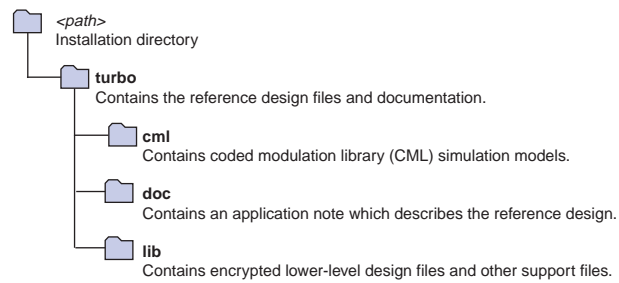 <path>
Installation directory
turbo
Contains the reference design files and documentation.
cml
Contains coded modulation library (CML) simulation models.
doc
Contains an application note which describes the reference design.
lib
Contains encrypted lower-level design files and other support files.